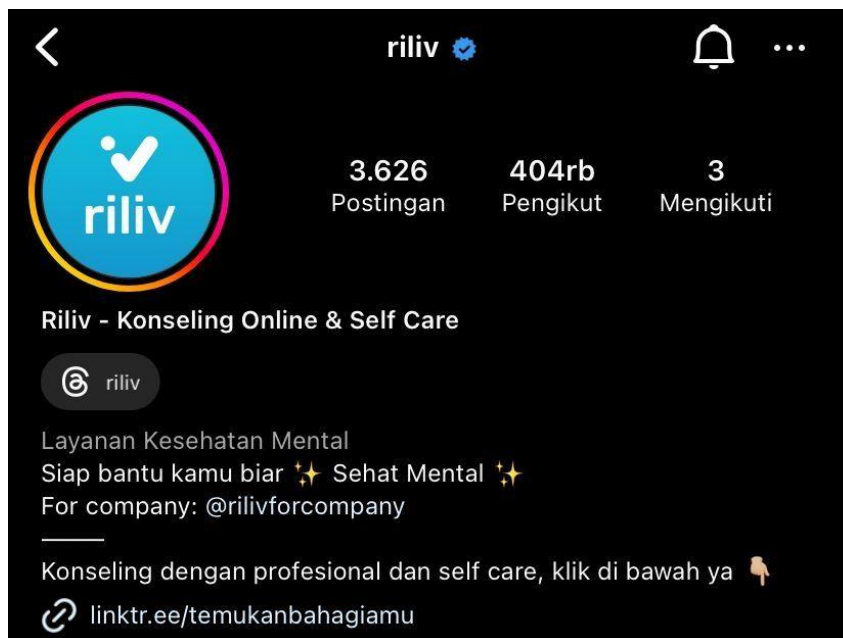 riliv
riliv
3.626 404rb 3
Postingan Pengikut Mengikuti
Riliv - Konseling Online & Self Care
riliv
Layanan Kesehatan Mental
Siap bantu kamu biar ✨ Sehat Mental ✨
For company: @rilivforcompany
Konseling dengan profesional dan self care, klik di bawah ya 👇🏼
linktr.ee/temukanbahagiamu